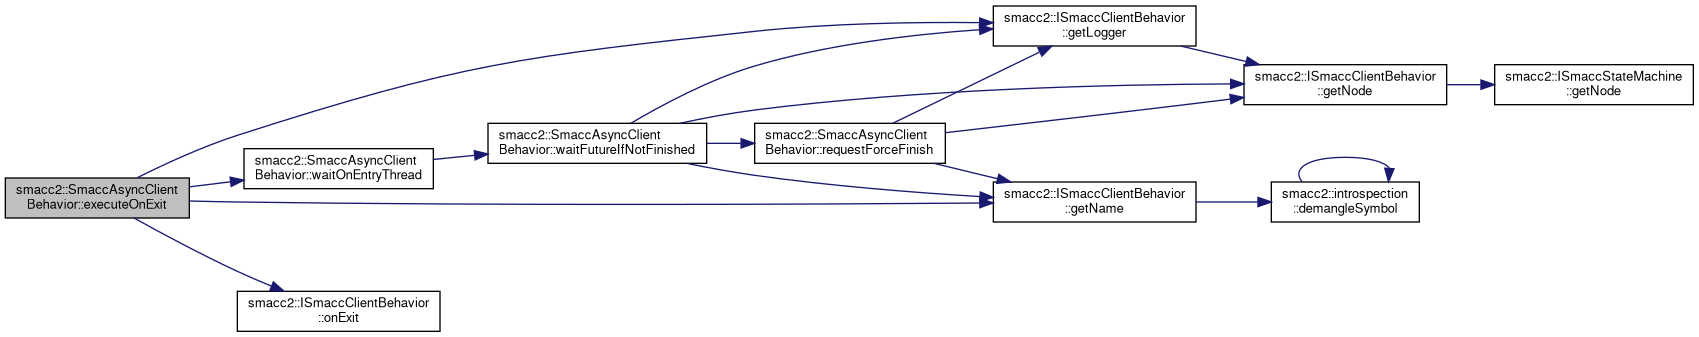 smacc2::ISmaccClientBehavior
::getLogger
smacc2::ISmaccClientBehavior
::getNode
smacc2::ISmaccStateMachine
::getNode
smacc2::SmaccAsyncClient
Behavior::waitFutureIfNotFinished
smacc2::SmaccAsyncClient
Behavior::requestForceFinish
smacc2::SmaccAsyncClient
Behavior::waitOnEntryThread
smacc2::SmaccAsyncClient
Behavior::executeOnExit
smacc2::ISmaccClientBehavior
::getName
smacc2::introspection
::demangleSymbol
smacc2::ISmaccClientBehavior
::onExit